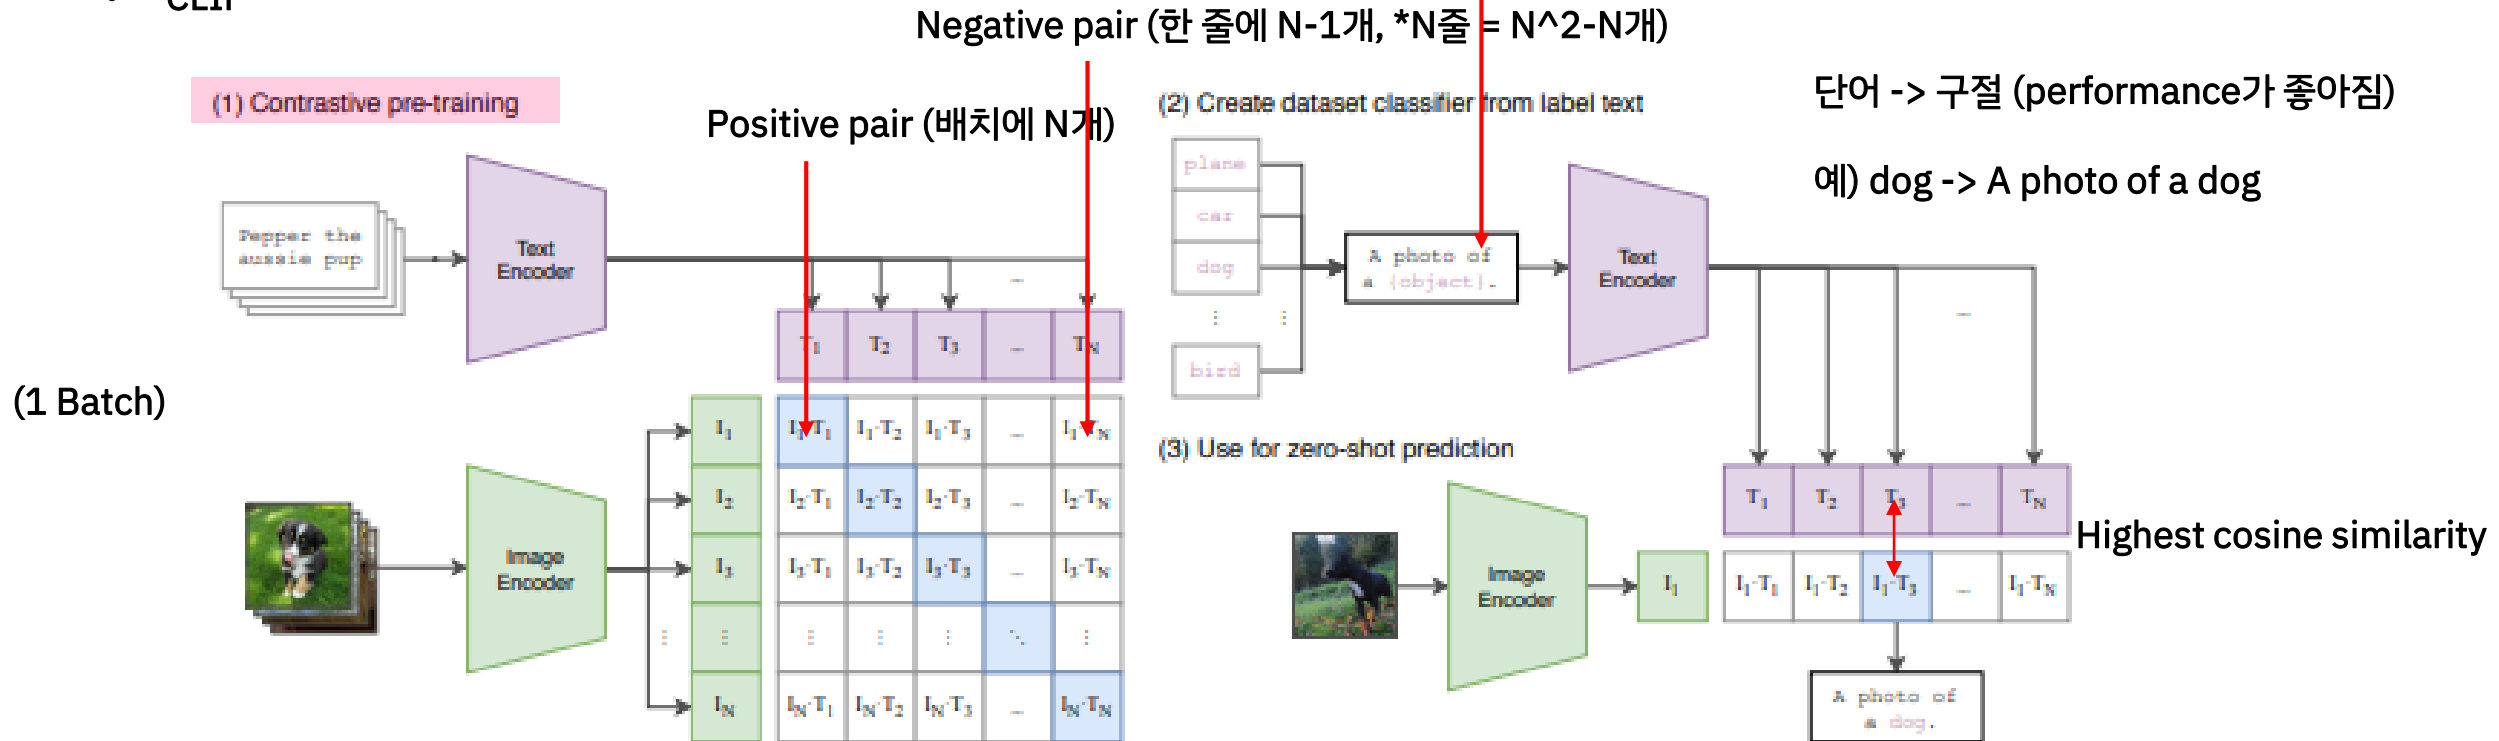 CLIP
Negative pair (한 줄에 N-1개, *N줄 = N^2-N개)
(1) Contrastive pre-training
Positive pair (배치에 N개)
(2) Create dataset classifier from label text
단어 -> 구절 (performance가 좋아짐)
예) dog -> A photo of a dog
Pepper the
aussie pup
Text
Encoder
...
T1 T2 T3 ... TN
(1 Batch)
Image
Encoder
I1 I1·T1 I1·T2 I1·T3 ... I1·TN
I2 I2·T1 I2·T2 I2·T3 ... I2·TN
I3 I3·T1 I3·T2 I3·T3 ... I3·TN
⋮ ⋮ ⋮ ⋮ ⋮ ⋱ ⋮
IN IN·T1 IN·T2 IN·T3 ... IN·TN
plane
car
dog
⋮ ⋮
bird
A photo of
a {object}.
Text
Encoder
...
(3) Use for zero-shot prediction
T1 T2 T3 ... TN
Highest cosine similarity
Image
Encoder
I1 I1·T1 I1·T2 I1·T3 ... I1·TN
A photo of
a dog.